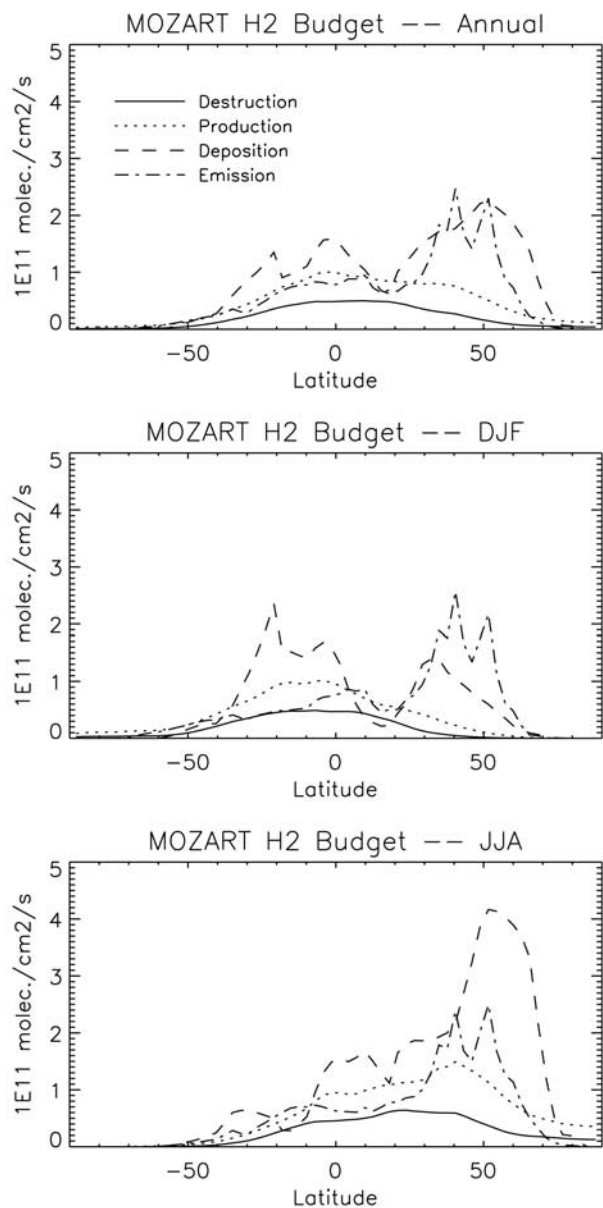 MOZART H2 Budget -- Annual
5
4
3
2
1
0
1E11 molec./cm2/s
Destruction
Production
Deposition
Emission
-50 0 50
Latitude
MOZART H2 Budget -- DJF
5
4
3
2
1
0
1E11 molec./cm2/s
-50 0 50
Latitude
MOZART H2 Budget -- JJA
5
4
3
2
1
0
1E11 molec./cm2/s
-50 0 50
Latitude